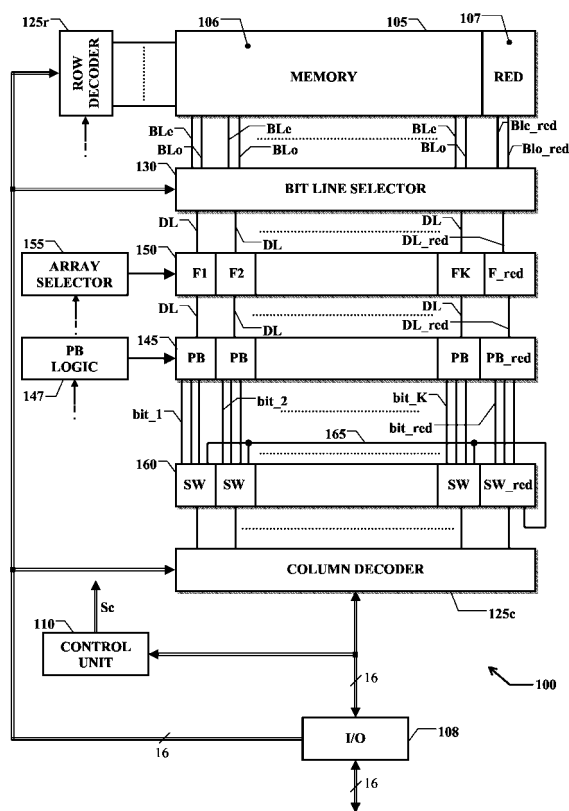 125r
106
105
107
ROW
DECODER
MEMORY
RED
BLe
BLo
BLe
BLo
BLe
BLo
Ble_red
Blo_red
130
BIT LINE SELECTOR
DL
DL
DL
DL_red
155
150
ARRAY
SELECTOR
F1
F2
FK
F_red
DL
DL
DL
DL_red
145
PB
LOGIC
PB
PB
PB
PB_red
147
bit_1
bit_2
bit_K
bit_red
165
160
SW
SW
SW
SW_red
COLUMN DECODER
Sc
110
125c
CONTROL
UNIT
16
100
16
I/O
108
16